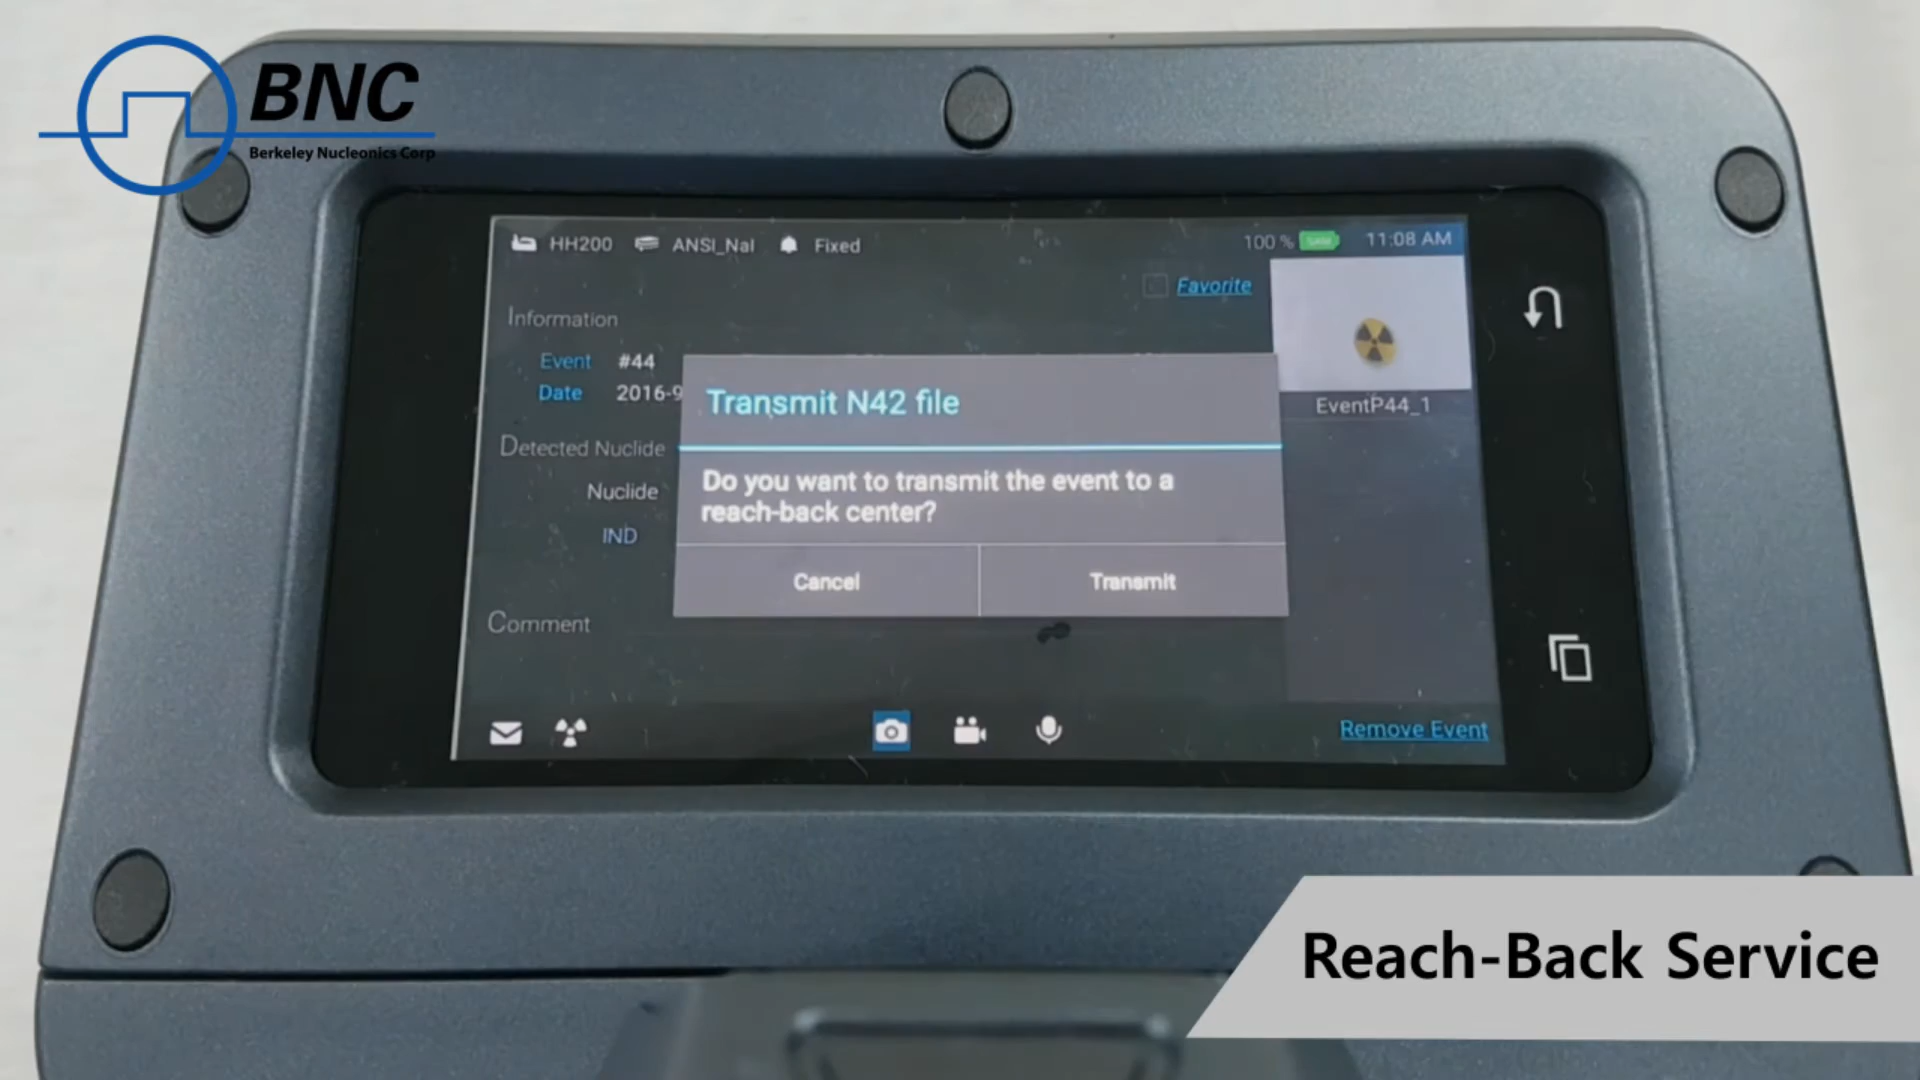 BNC
Berkeley Nucleonics Corp
HH200 ANSI_NaI Fixed 100 % 11:08 AM
Favorite
Information
Event #44
Date 2016-9
EventP44_1
Transmit N42 file
Detected Nuclide
Do you want to transmit the event to a
reach-back center?
Nuclide
IND
Cancel Transmit
Comment
Remove Event
Reach-Back Service